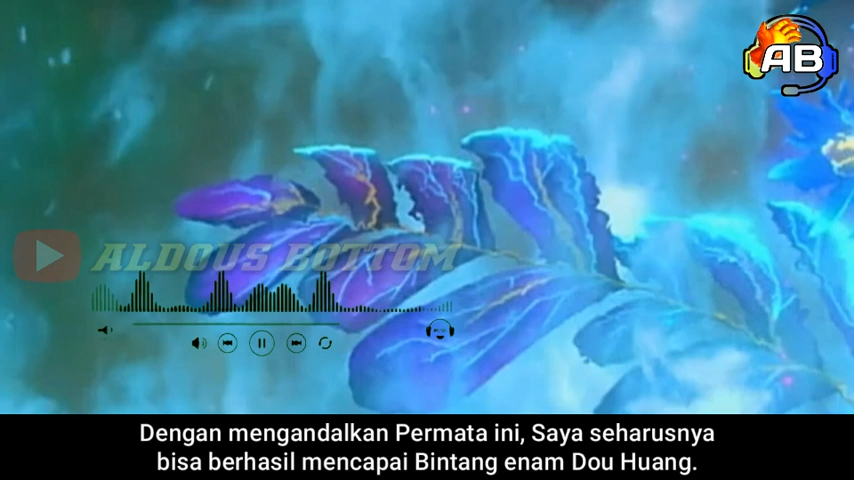 AB
ALDOUS BOTTOM
Dengan mengandalkan Permata ini, Saya seharusnya
bisa berhasil mencapai Bintang enam Dou Huang.